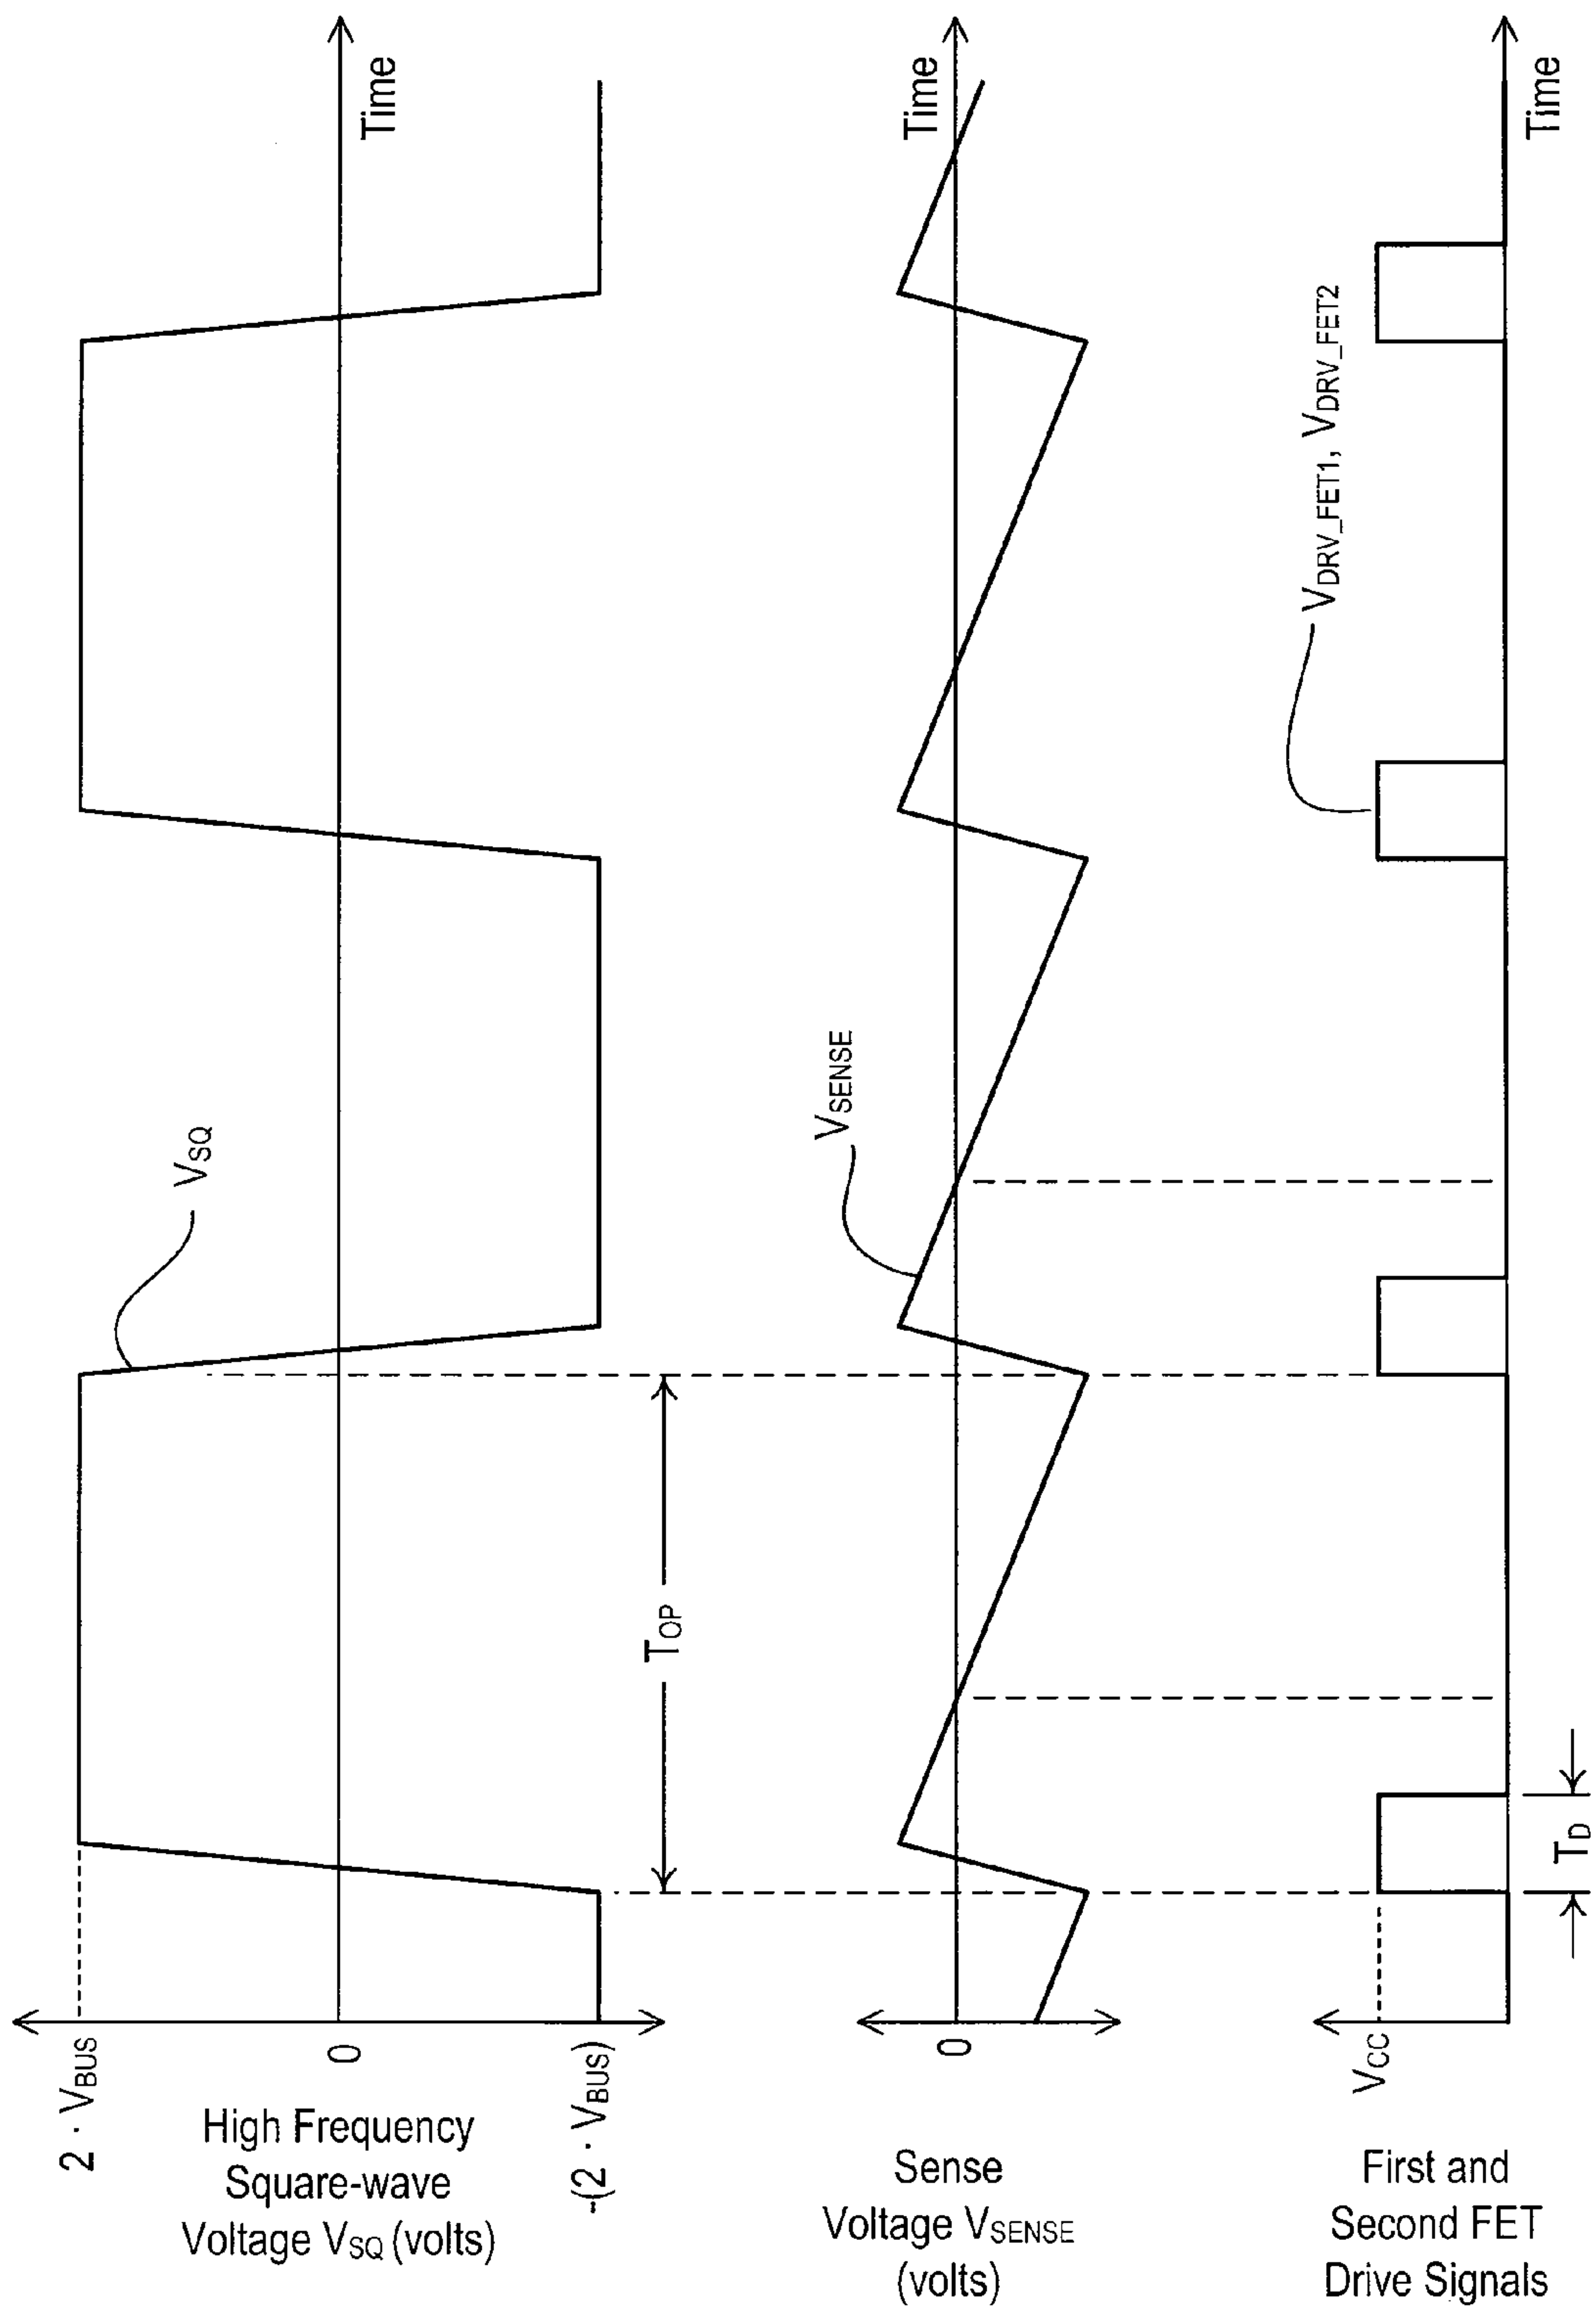 2 · VBUS
0
-(2 · VBUS)
High Frequency
Square-wave
Voltage VSQ (volts)
VSQ
Time
TOP
0
Sense
Voltage VSENSE
(volts)
VSENSE
Time
VCC
First and
Second FET
Drive Signals
VDRV_FET1, VDRV_FET2
TD
Time